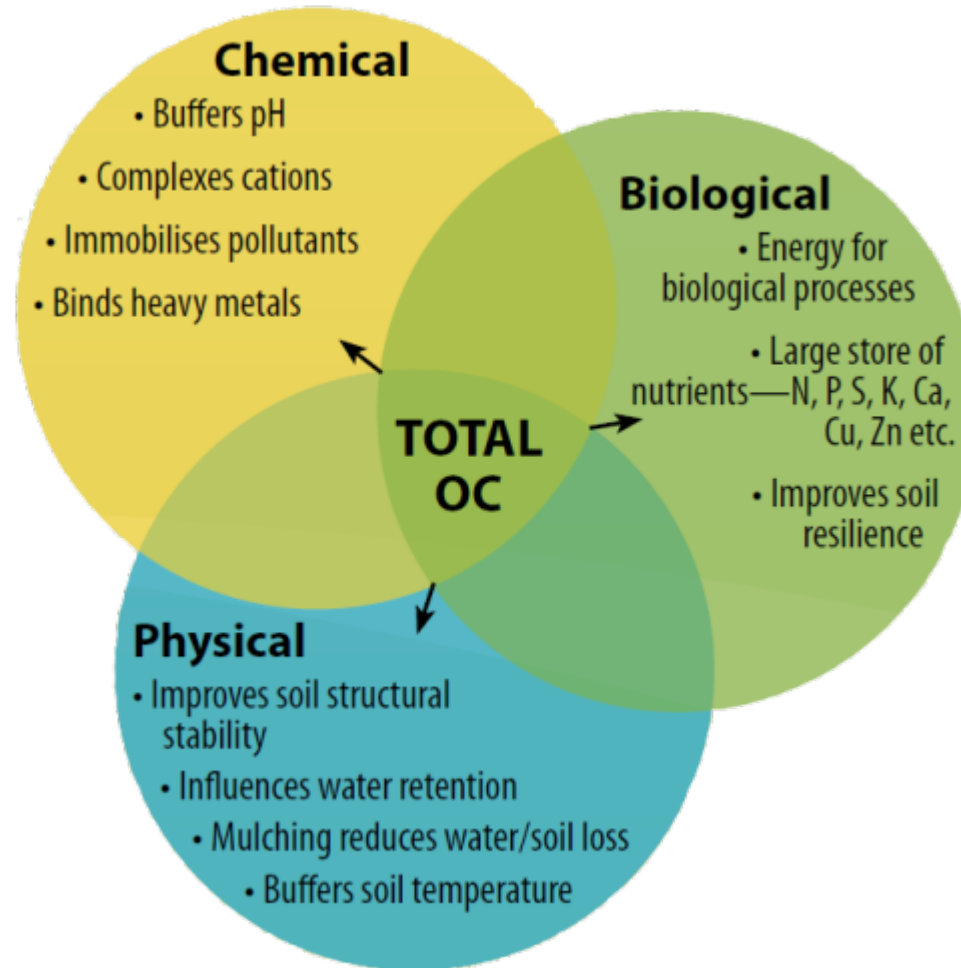 Chemical
• Buffers pH
• Complexes cations
• Immobilises pollutants
• Binds heavy metals
Biological
• Energy for
biological processes
• Large store of
nutrients—N, P, S, K, Ca,
Cu, Zn etc.
• Improves soil
resilience
TOTAL
OC
Physical
• Improves soil structural
stability
• Influences water retention
• Mulching reduces water/soil loss
• Buffers soil temperature